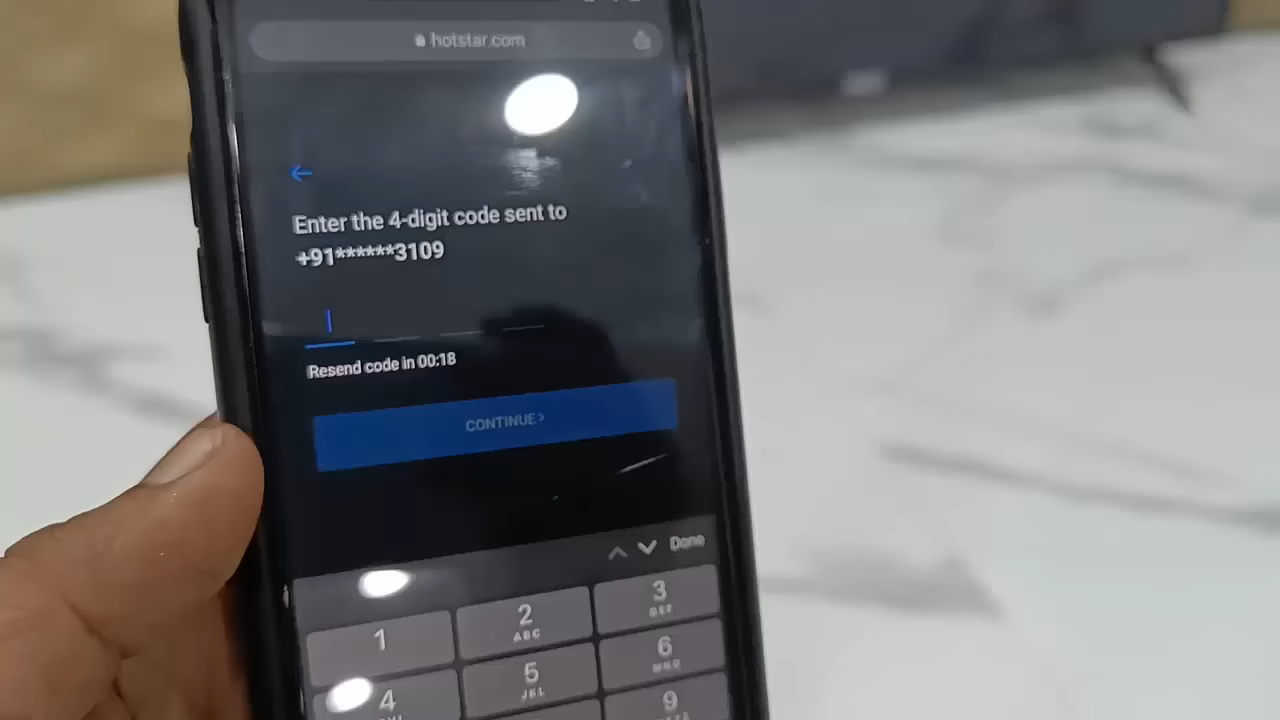 hotstar.com
Enter the 4-digit code sent to
+91******3109
Resend code in 00:18
CONTINUE >
Done
1
2
ABC
3
DEF
4
5
JKL
6
MNO
9